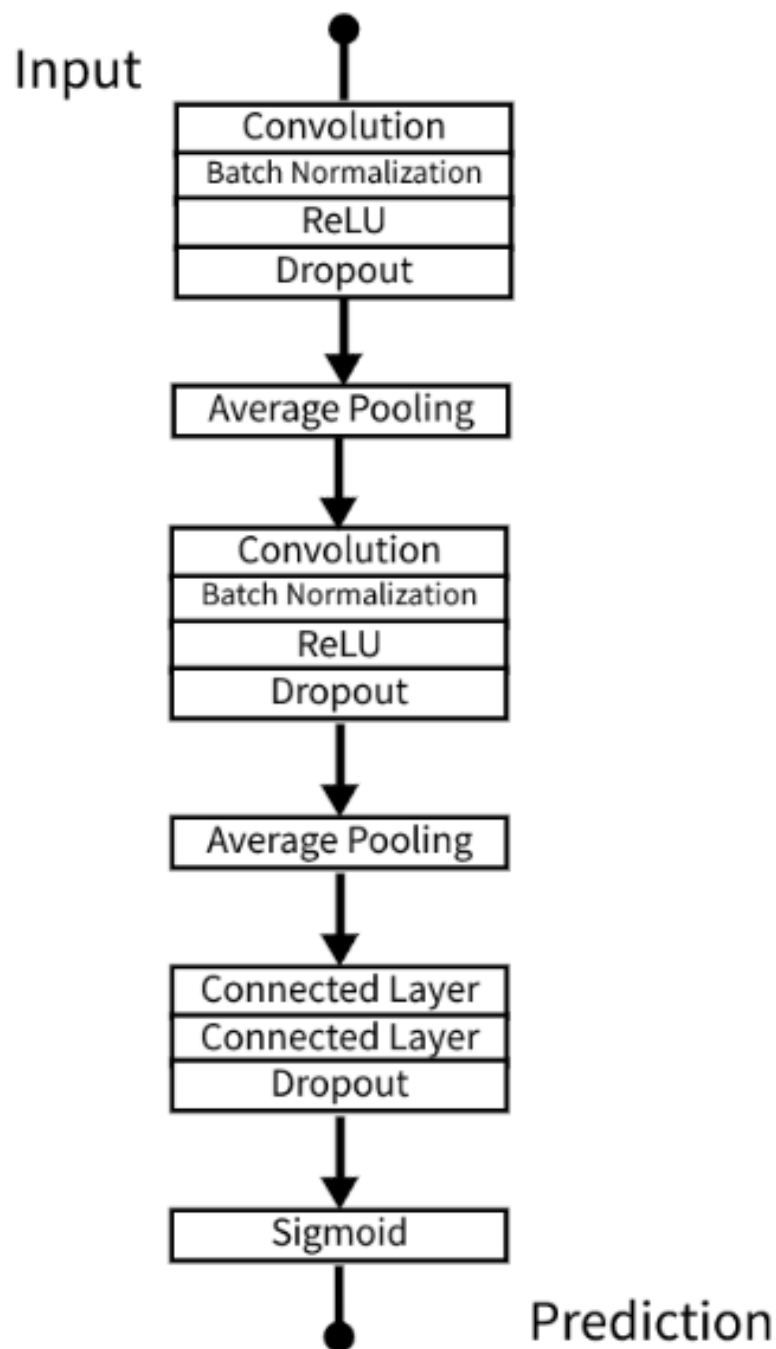 Input
Convolution
Batch Normalization
ReLU
Dropout
Average Pooling
Convolution
Batch Normalization
ReLU
Dropout
Average Pooling
Connected Layer
Connected Layer
Dropout
Sigmoid
Prediction